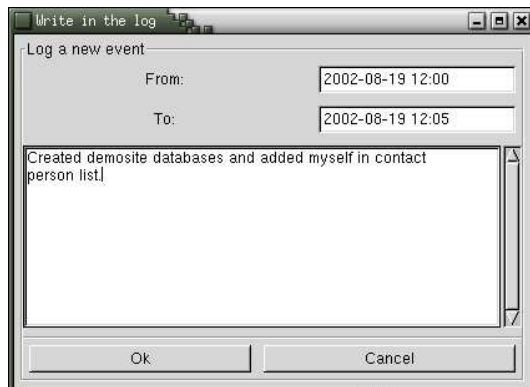 Write in the log
Log a new event
From:
2002-08-19 12:00
To:
2002-08-19 12:05
Created demosite databases and added myself in contact
person list.
Ok
Cancel